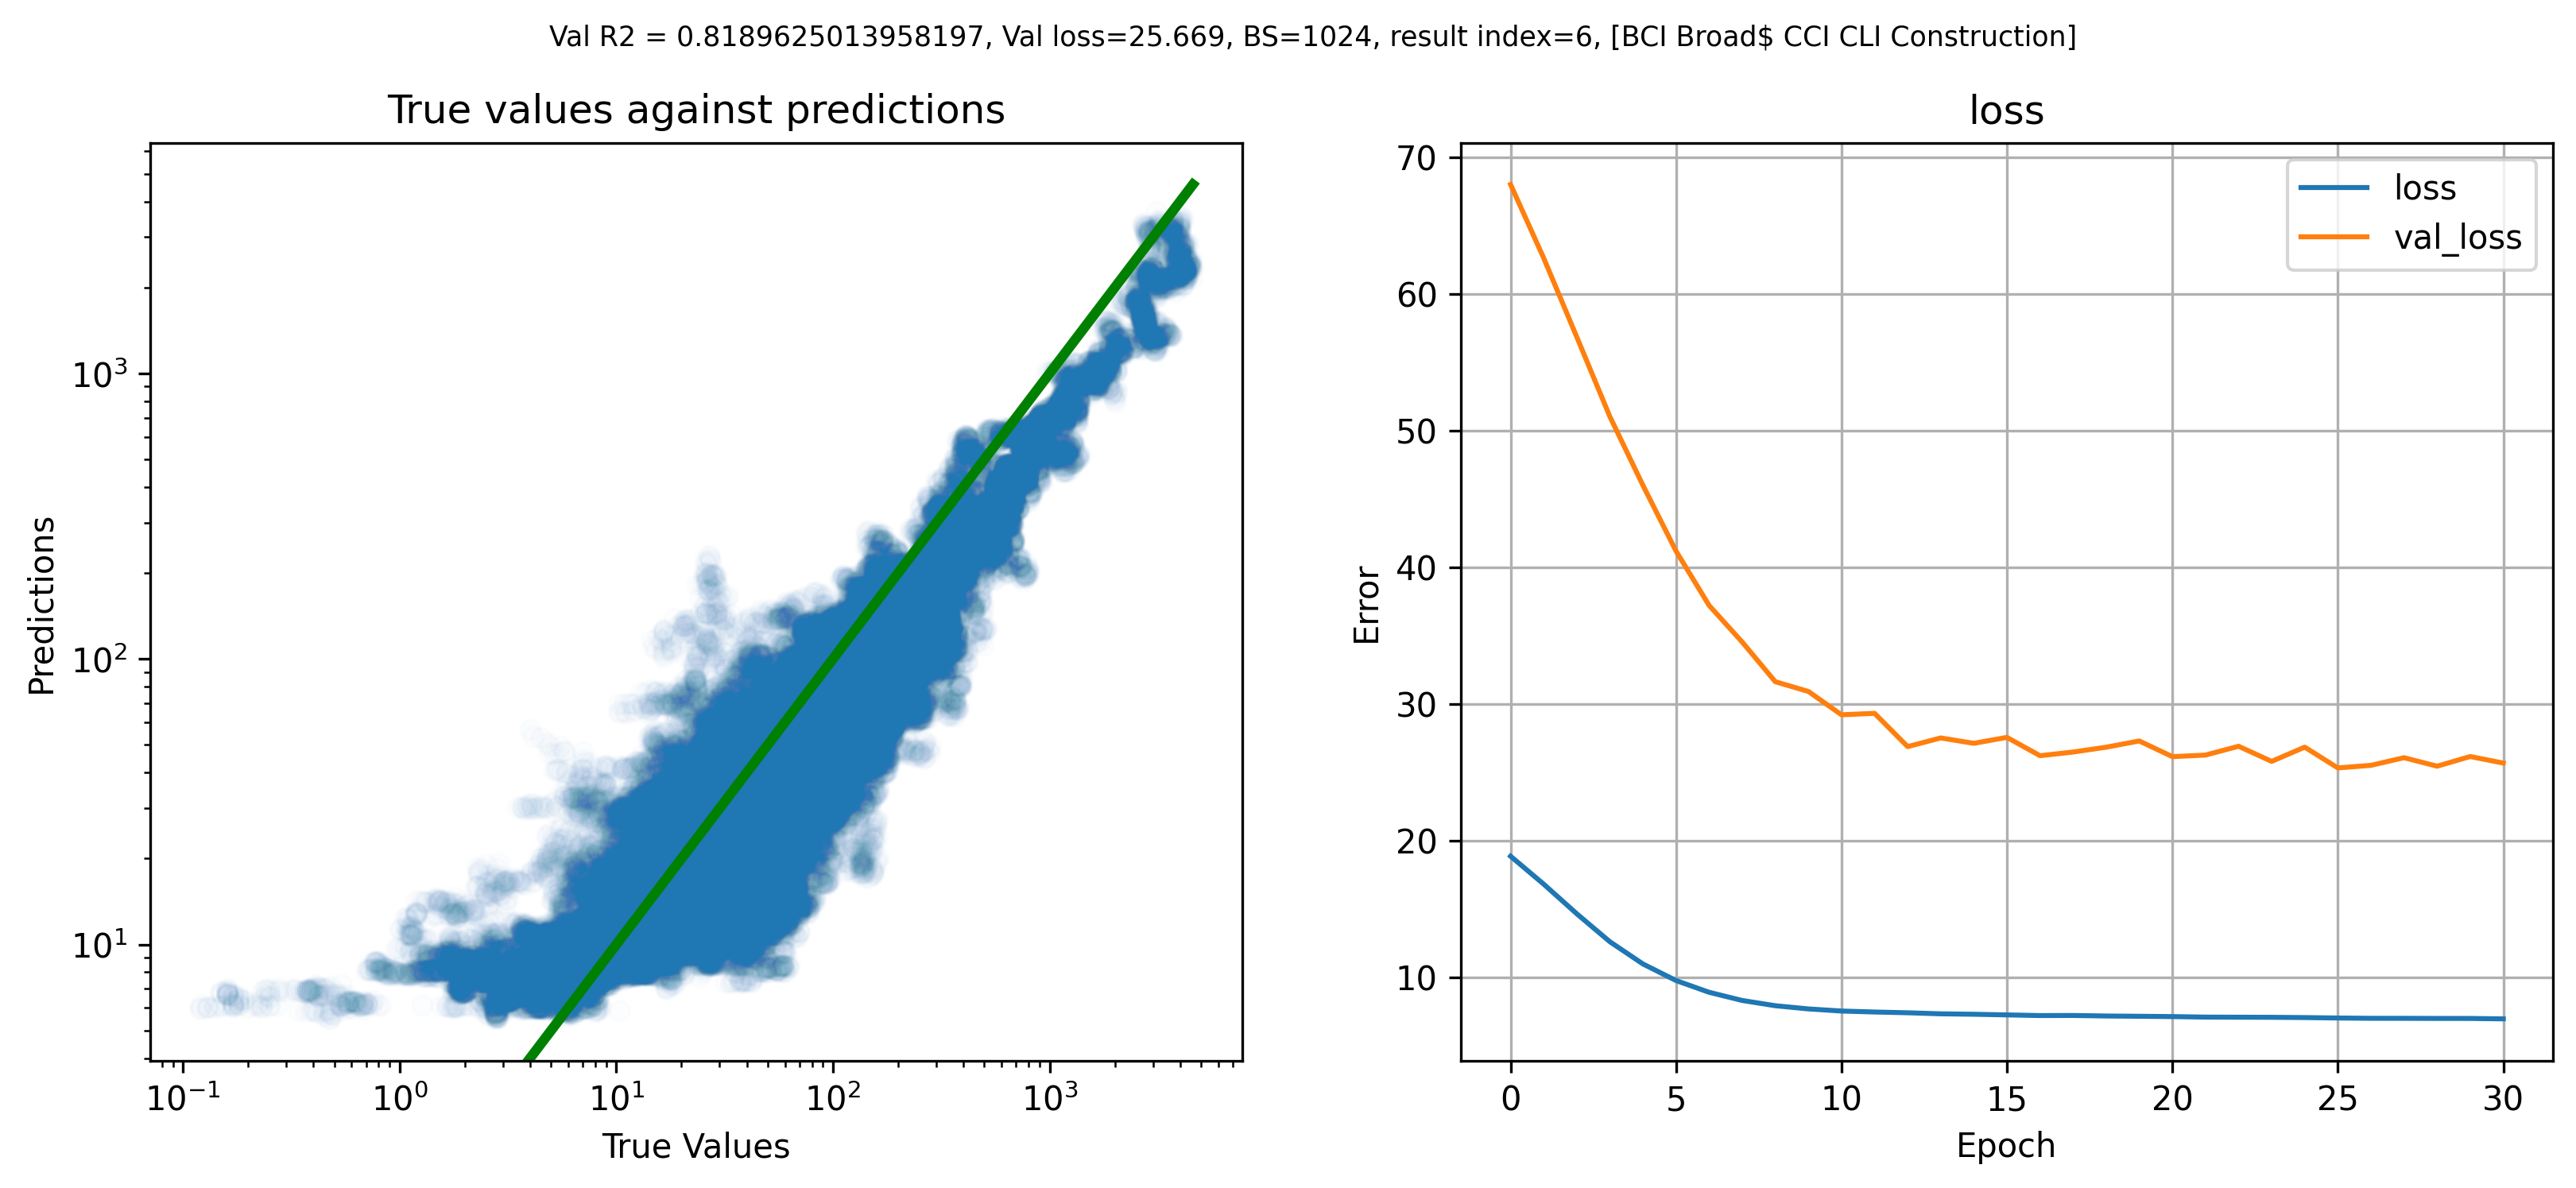 Val R2 = 0.8189625013958197, Val loss=25.669, BS=1024, result index=6, [BCI Broad$ CCI CLI Construction]
True values against predictions
Predictions
10³
10²
10¹
10⁻¹ 10⁰ 10¹ 10² 10³
True Values
loss
Error
70
60
50
40
30
20
10
loss
val_loss
0 5 10 15 20 25 30
Epoch